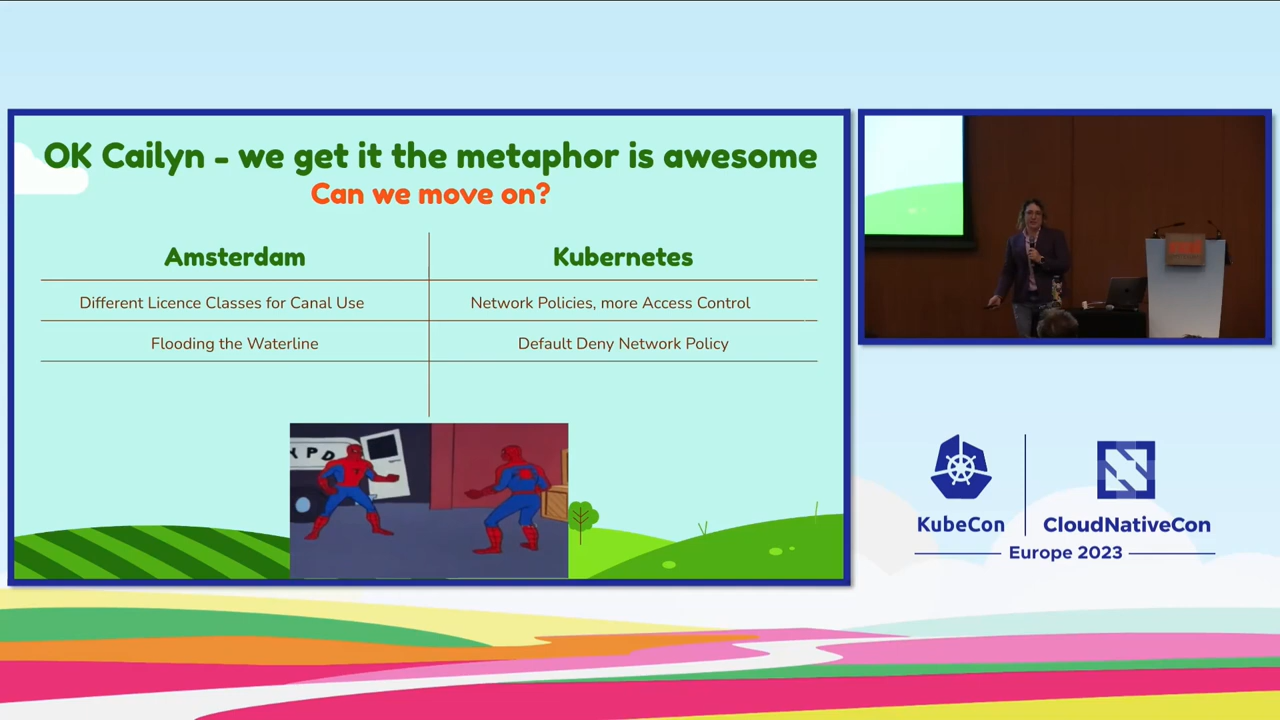 OK Cailyn - we get it the metaphor is awesome
Can we move on?
Amsterdam
Kubernetes
Different Licence Classes for Canal Use
Network Policies, more Access Control
Flooding the Waterline
Default Deny Network Policy
KubeCon
CloudNativeCon
Europe 2023